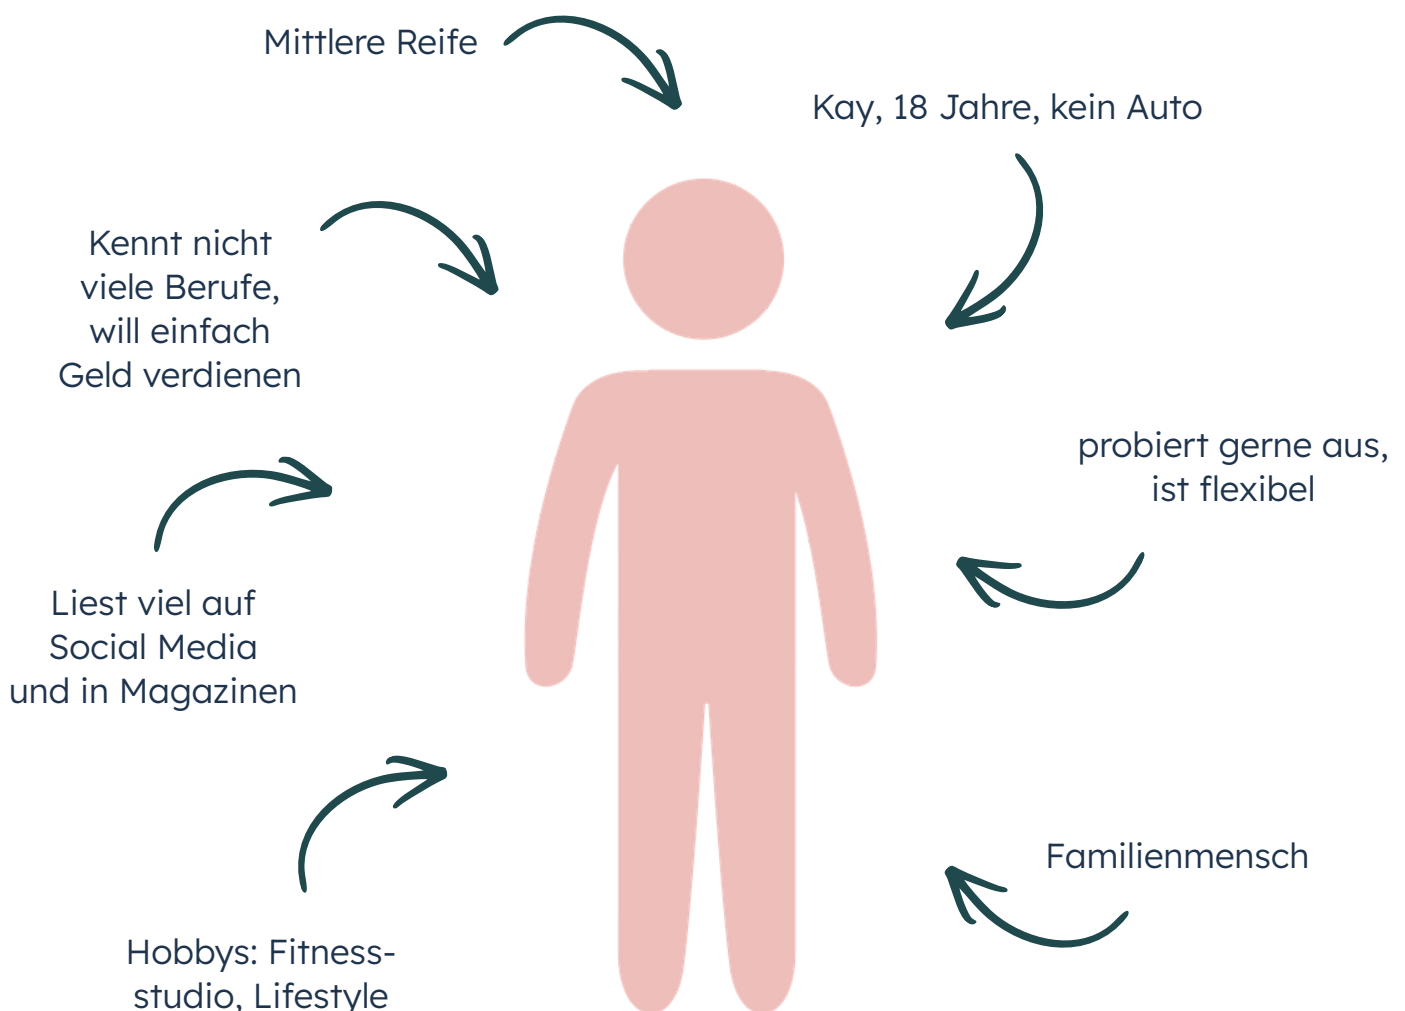 Mittlere Reife
Kay, 18 Jahre, kein Auto
Kennt nicht
viele Berufe,
will einfach
Geld verdienen
probiert gerne aus,
ist flexibel
Liest viel auf
Social Media
und in Magazinen
Familienmensch
Hobbys: Fitness-
studio, Lifestyle